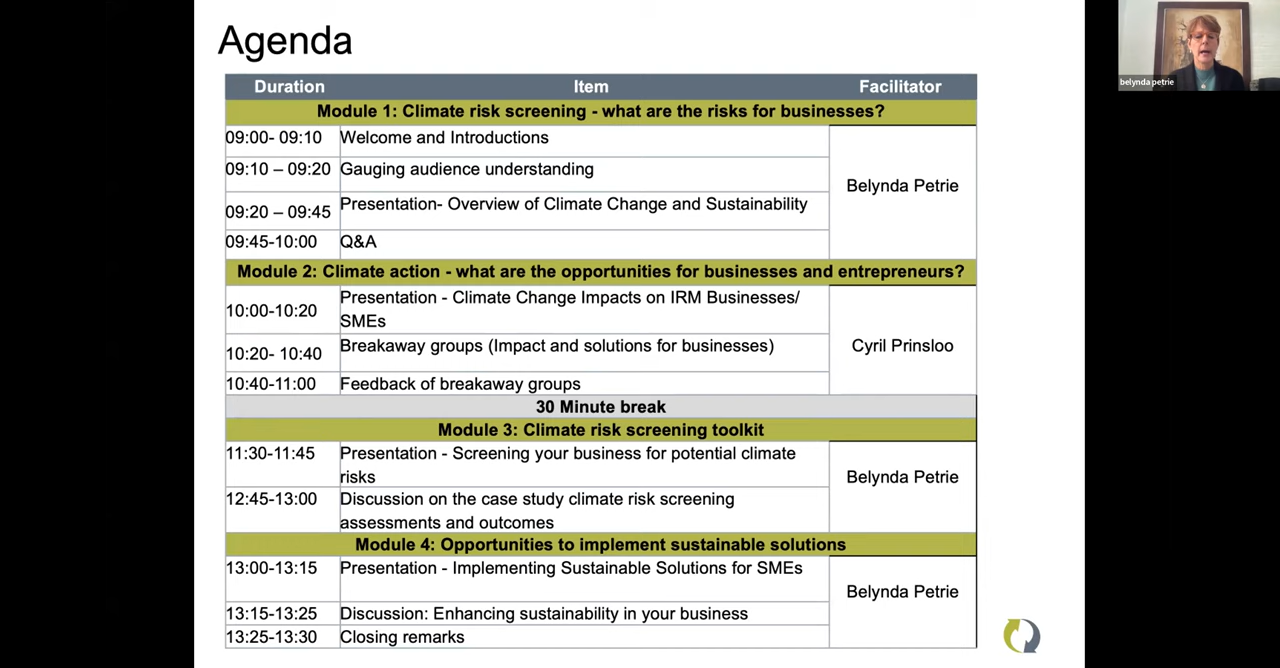 Agenda
Duration Item Facilitator
Module 1: Climate risk screening - what are the risks for businesses?
09:00- 09:10 Welcome and Introductions
09:10 – 09:20 Gauging audience understanding
Belynda Petrie
09:20 – 09:45 Presentation- Overview of Climate Change and Sustainability
09:45-10:00 Q&A
Module 2: Climate action - what are the opportunities for businesses and entrepreneurs?
10:00-10:20 Presentation - Climate Change Impacts on IRM Businesses/
SMEs
10:20- 10:40 Breakaway groups (Impact and solutions for businesses) Cyril Prinsloo
10:40-11:00 Feedback of breakaway groups
30 Minute break
Module 3: Climate risk screening toolkit
11:30-11:45 Presentation - Screening your business for potential climate
risks
Belynda Petrie
12:45-13:00 Discussion on the case study climate risk screening
assessments and outcomes
Module 4: Opportunities to implement sustainable solutions
13:00-13:15 Presentation - Implementing Sustainable Solutions for SMEs
Belynda Petrie
13:15-13:25 Discussion: Enhancing sustainability in your business
13:25-13:30 Closing remarks
belynda petrie